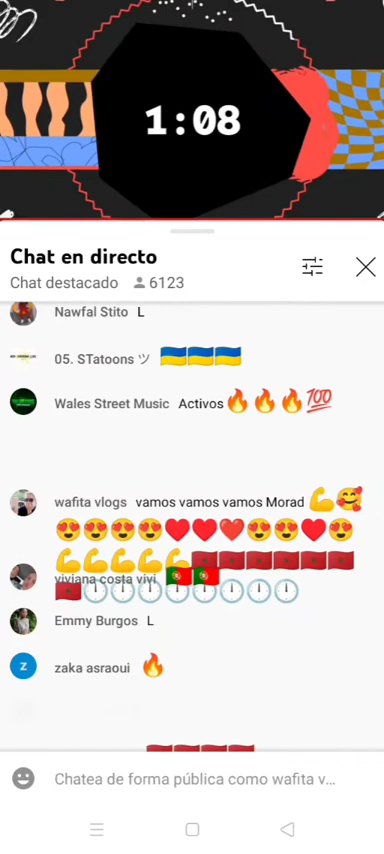 1:08
Chat en directo
Chat destacado 6123
Nawfal Stito L
05. STatoons ツ 🇺🇦🇺🇦🇺🇦
Wales Street Music Activos🔥🔥🔥💯
wafita vlogs vamos vamos vamos Morad 💪🥰
😍😍😍😍❤️❤️❤️😍😍❤️😍
💪💪💪💪💪🇲🇦🇲🇦🇲🇦🇲🇦🇲🇦🇲🇦
🇲🇦🕛🕛🕛🕛🕛🕛🕛🕛
viviana costa vivi 🇵🇹🇵🇹
Emmy Burgos L
z
zaka asraoui 🔥
🇲🇦🇲🇦🇲🇦🇲🇦
Chatea de forma pública como wafita v...